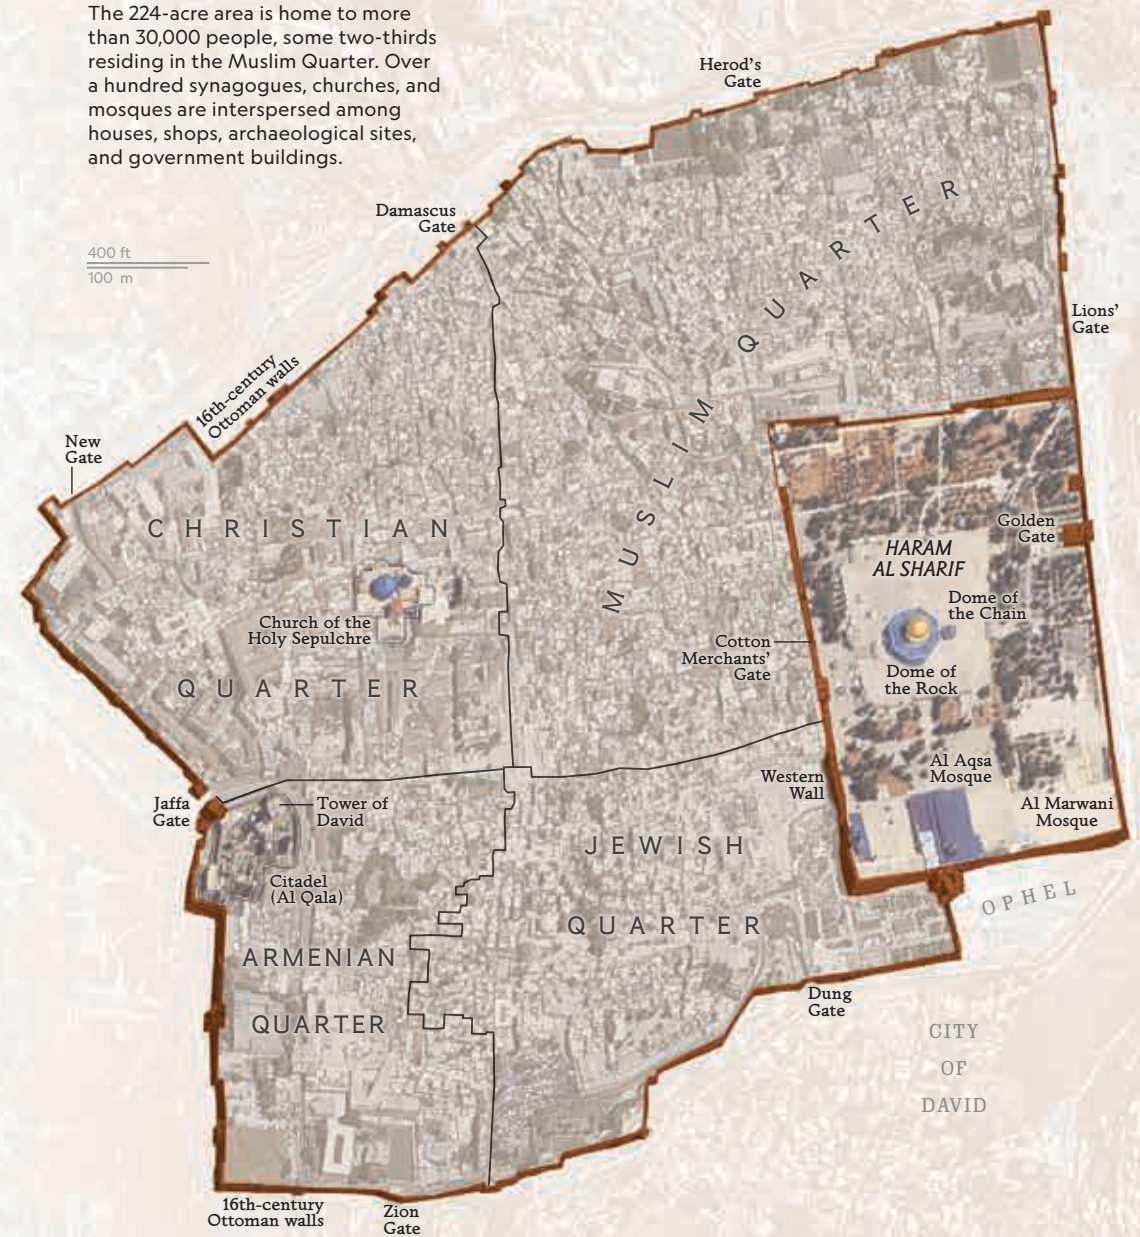 The 224-acre area is home to more
than 30,000 people, some two-thirds
residing in the Muslim Quarter. Over
a hundred synagogues, churches, and
mosques are interspersed among
houses, shops, archaeological sites,
and government buildings.
Herod's
Gate
Damascus
Gate
400 ft
100 m
MUSLIM QUARTER
Lions'
Gate
16th-century
Ottoman walls
New
Gate
CHRISTIAN
QUARTER
Church of the
Holy Sepulchre
Golden
Gate
HARAM
AL SHARIF
Dome of
the Chain
Cotton
Merchants'
Gate
Dome of
the Rock
Al Aqsa
Mosque
Western
Wall
Al Marwani
Mosque
Jaffa
Gate
Tower of
David
JEWISH
QUARTER
Citadel
(Al Qala)
OPHEL
ARMENIAN
QUARTER
Dung
Gate
CITY
OF
DAVID
16th-century
Ottoman walls
Zion
Gate